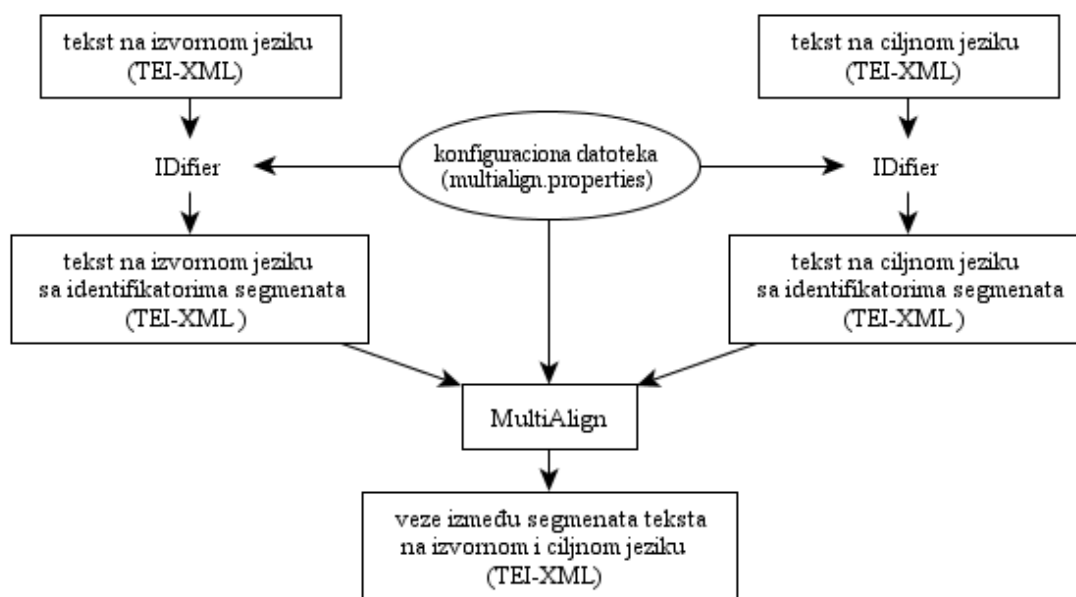 tekst na izvornom jeziku
(TEI-XML)
tekst na ciljnom jeziku
(TEI-XML)
konfiguraciona datoteka
(multialign.properties)
IDifier
IDifier
tekst na izvornom jeziku
sa identifikatorima segmenata
(TEI-XML )
tekst na ciljnom jeziku
sa identifikatorima segmenata
(TEI-XML )
MultiAlign
veze između segmenata teksta
na izvornom i ciljnom jeziku
(TEI-XML)